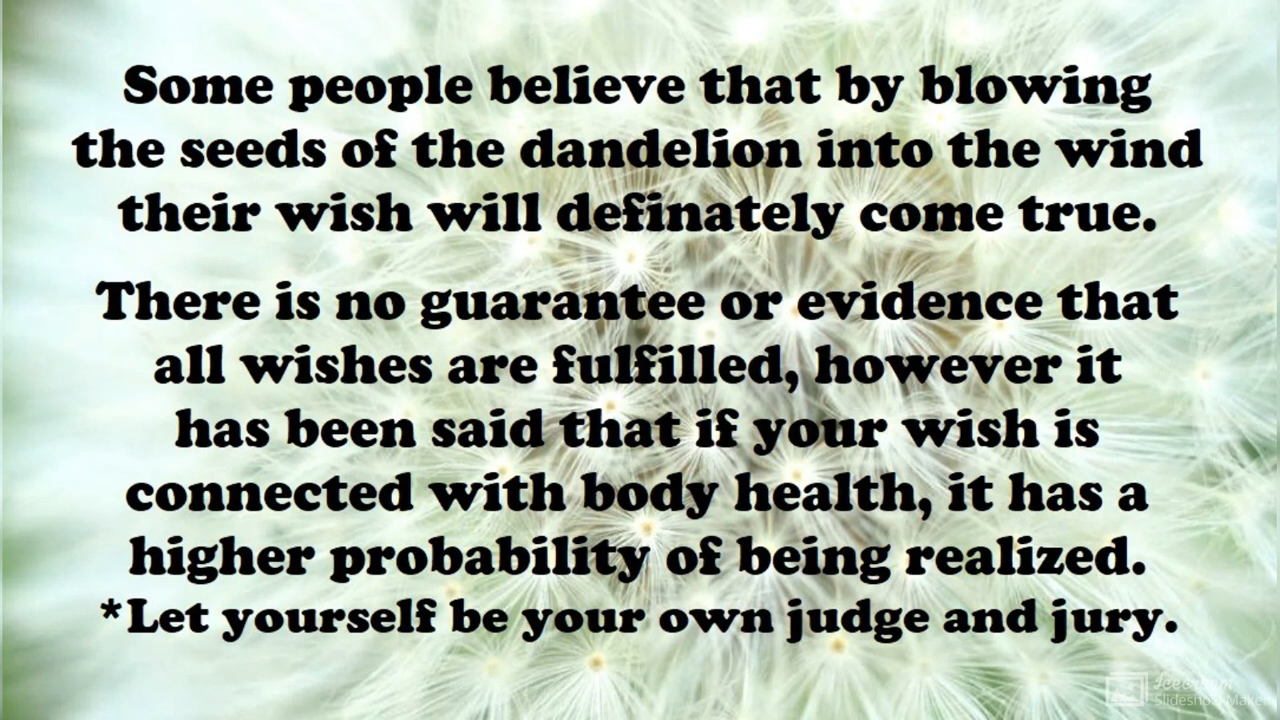 Some people believe that by blowing
the seeds of the dandelion into the wind
their wish will definately come true.
There is no guarantee or evidence that
all wishes are fulfilled, however it
has been said that if your wish is
connected with body health, it has a
higher probability of being realized.
*Let yourself be your own judge and jury.
Icecream
Slideshow Maker